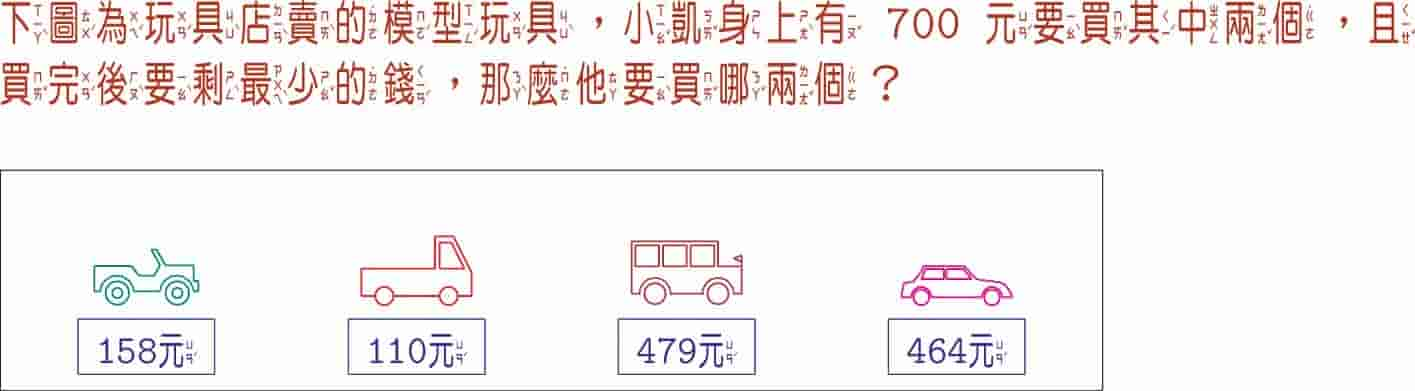 下圖為玩具店賣的模型玩具，小凱身上有 700 元要買其中兩個，且
買完後要剩最少的錢，那麼他要買哪兩個？
158元 110元 479元 464元